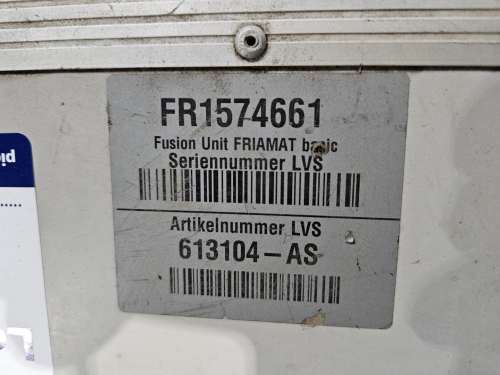 FR1574661
Fusion Unit FRIAMAT basic
Seriennummer LVS
Artikelnummer LVS
613104-AS